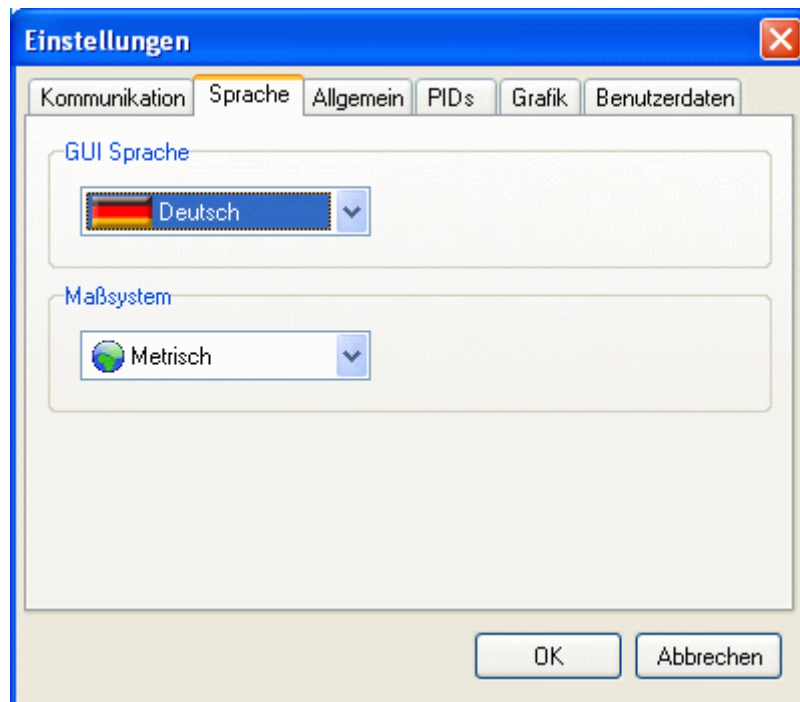 Einstellungen
Kommunikation Sprache Allgemein PIDs Grafik Benutzerdaten
GUI Sprache
Deutsch
Maßsystem
Metrisch
OK Abbrechen